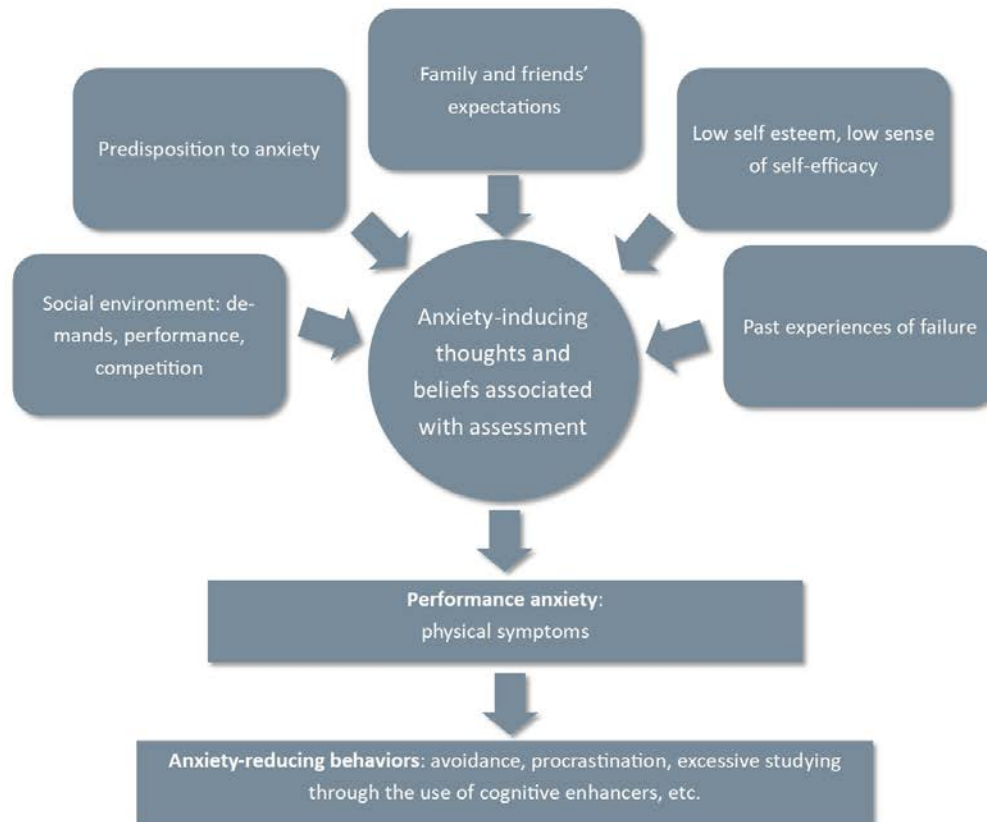 Family and friends’
expectations
Predisposition to anxiety
Low self esteem, low sense
of self-efficacy
Social environment: de-
mands, performance,
competition
Anxiety-inducing
thoughts and
beliefs associated
with assessment
Past experiences of failure
Performance anxiety:
physical symptoms
Anxiety-reducing behaviors: avoidance, procrastination, excessive studying
through the use of cognitive enhancers, etc.